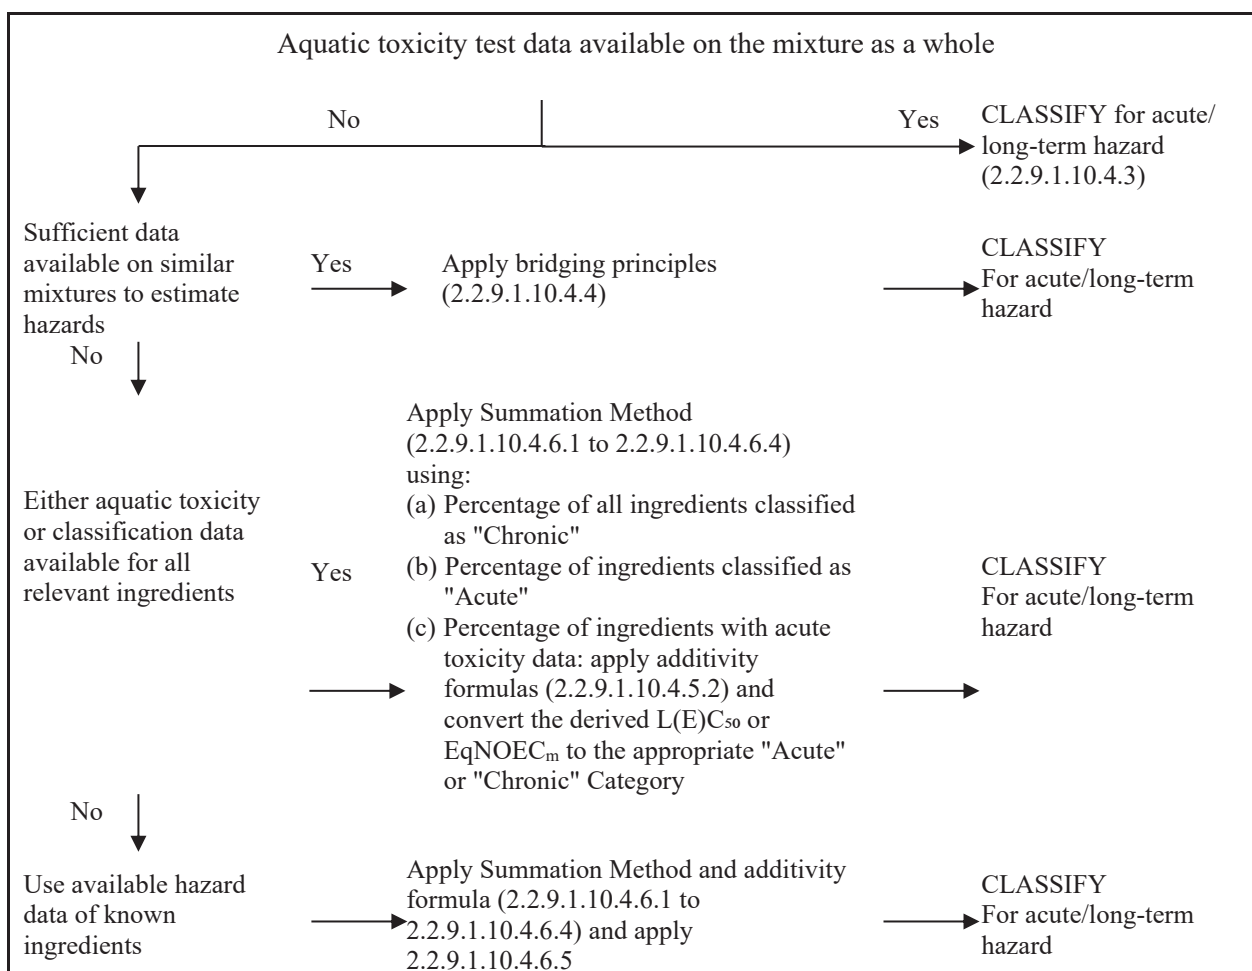 Aquatic toxicity test data available on the mixture as a whole
No
Yes
CLASSIFY for acute/
long-term hazard
(2.2.9.1.10.4.3)
Sufficient data
available on similar
mixtures to estimate
hazards
Yes
Apply bridging principles
(2.2.9.1.10.4.4)
CLASSIFY
For acute/long-term
hazard
No
Either aquatic toxicity
or classification data
available for all
relevant ingredients
Yes
Apply Summation Method
(2.2.9.1.10.4.6.1 to 2.2.9.1.10.4.6.4)
using:
(a) Percentage of all ingredients classified
as "Chronic"
(b) Percentage of ingredients classified as
"Acute"
(c) Percentage of ingredients with acute
toxicity data: apply additivity
formulas (2.2.9.1.10.4.5.2) and
convert the derived L(E)C₅₀ or
EqNOECₘ to the appropriate "Acute"
or "Chronic" Category
CLASSIFY
For acute/long-term
hazard
No
Use available hazard
data of known
ingredients
Apply Summation Method and additivity
formula (2.2.9.1.10.4.6.1 to
2.2.9.1.10.4.6.4) and apply
2.2.9.1.10.4.6.5
CLASSIFY
For acute/long-term
hazard